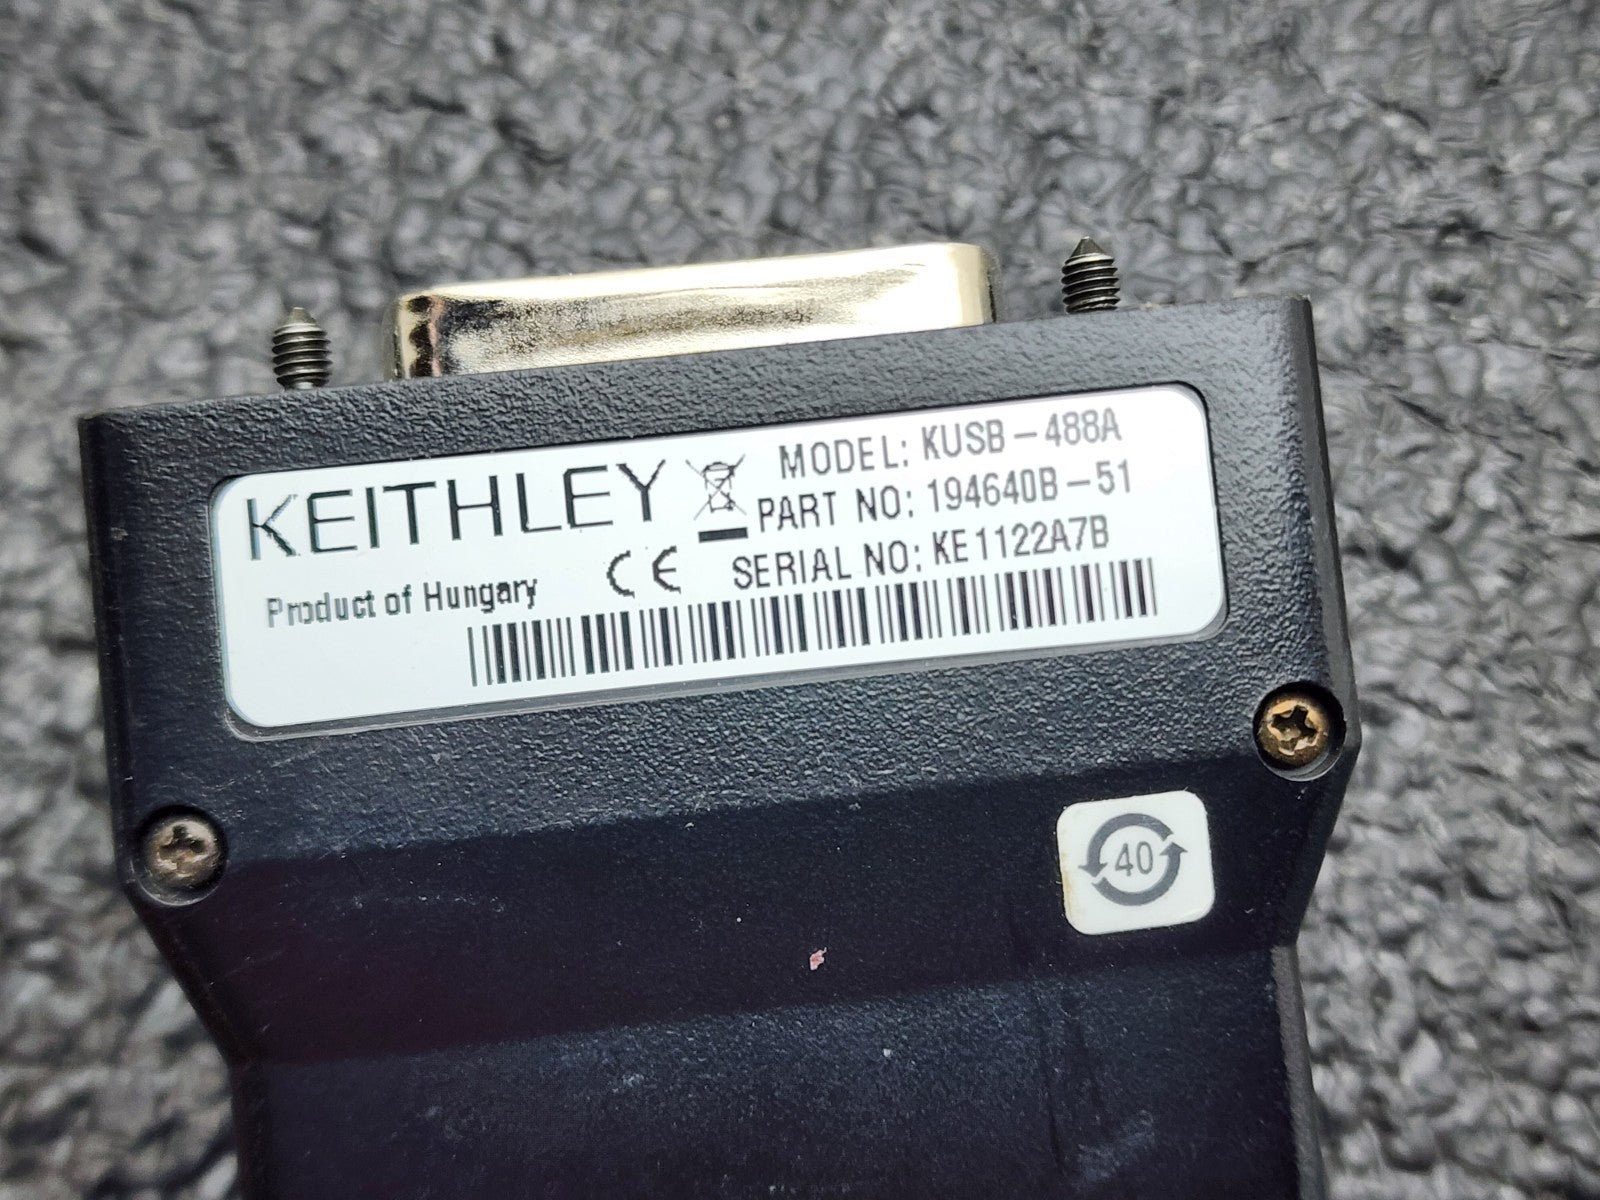 KEITHLEY
MODEL: KUSB-488A
PART NO: 194640B-51
SERIAL NO: KE1122A7B
CE
Product of Hungary
40